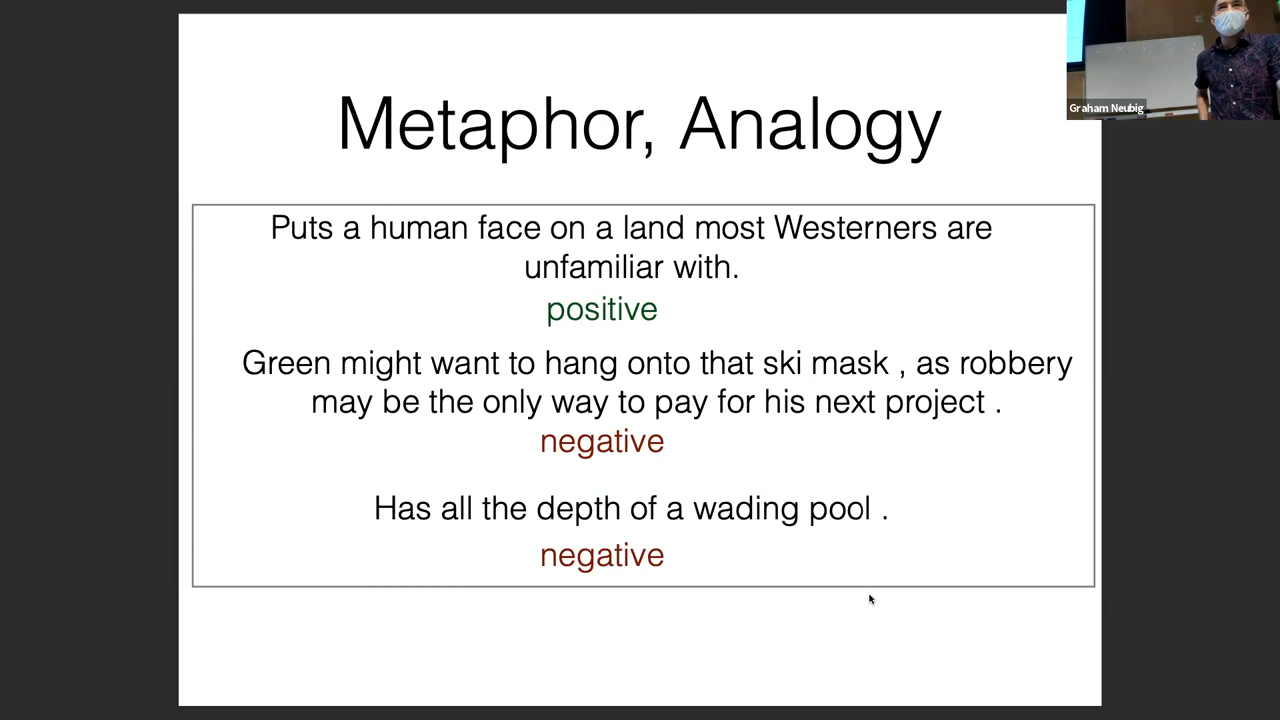 Metaphor, Analogy
Graham Neubig
Puts a human face on a land most Westerners are
unfamiliar with.
positive
Green might want to hang onto that ski mask , as robbery
may be the only way to pay for his next project .
negative
Has all the depth of a wading pool .
negative